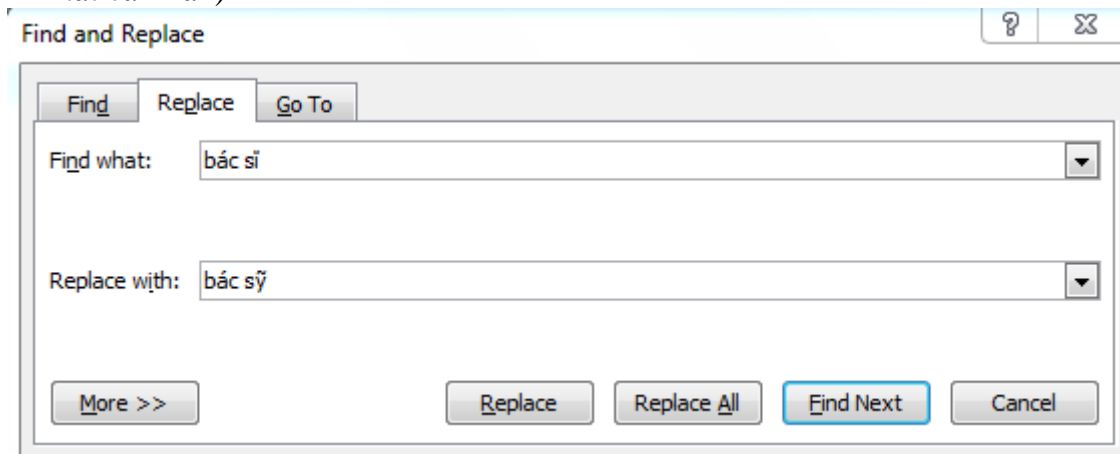 Find and Replace
Find Replace Go To
Find what: bác sĩ
Replace with: bác sỹ
More >> Replace Replace All Find Next Cancel